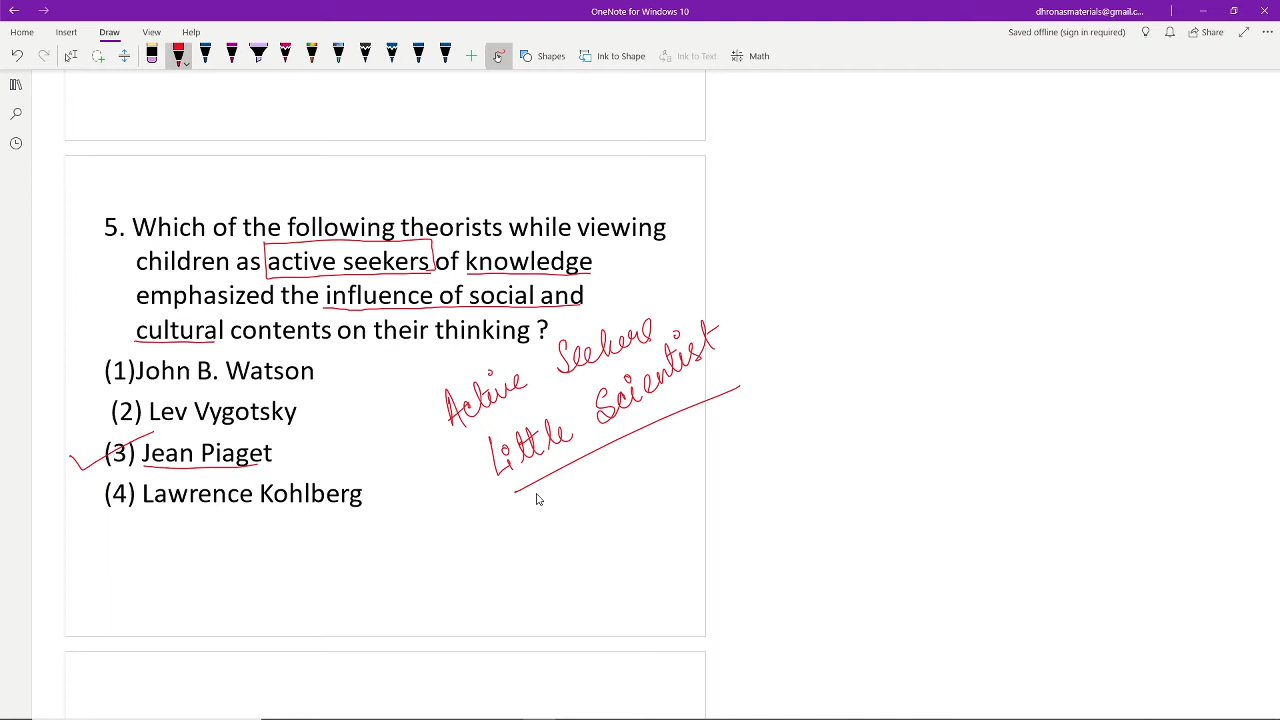 OneNote for Windows 10
dhronasmaterials@gmail.c...
Home Insert Draw View Help
Saved offline (sign in required)
Share
Shapes
Ink to Shape
Ink to Text
Math
5. Which of the following theorists while viewing
children as active seekers of knowledge
emphasized the influence of social and
cultural contents on their thinking ?
(1)John B. Watson
(2) Lev Vygotsky
(3) Jean Piaget
(4) Lawrence Kohlberg
Active Seekers
Little Scientist